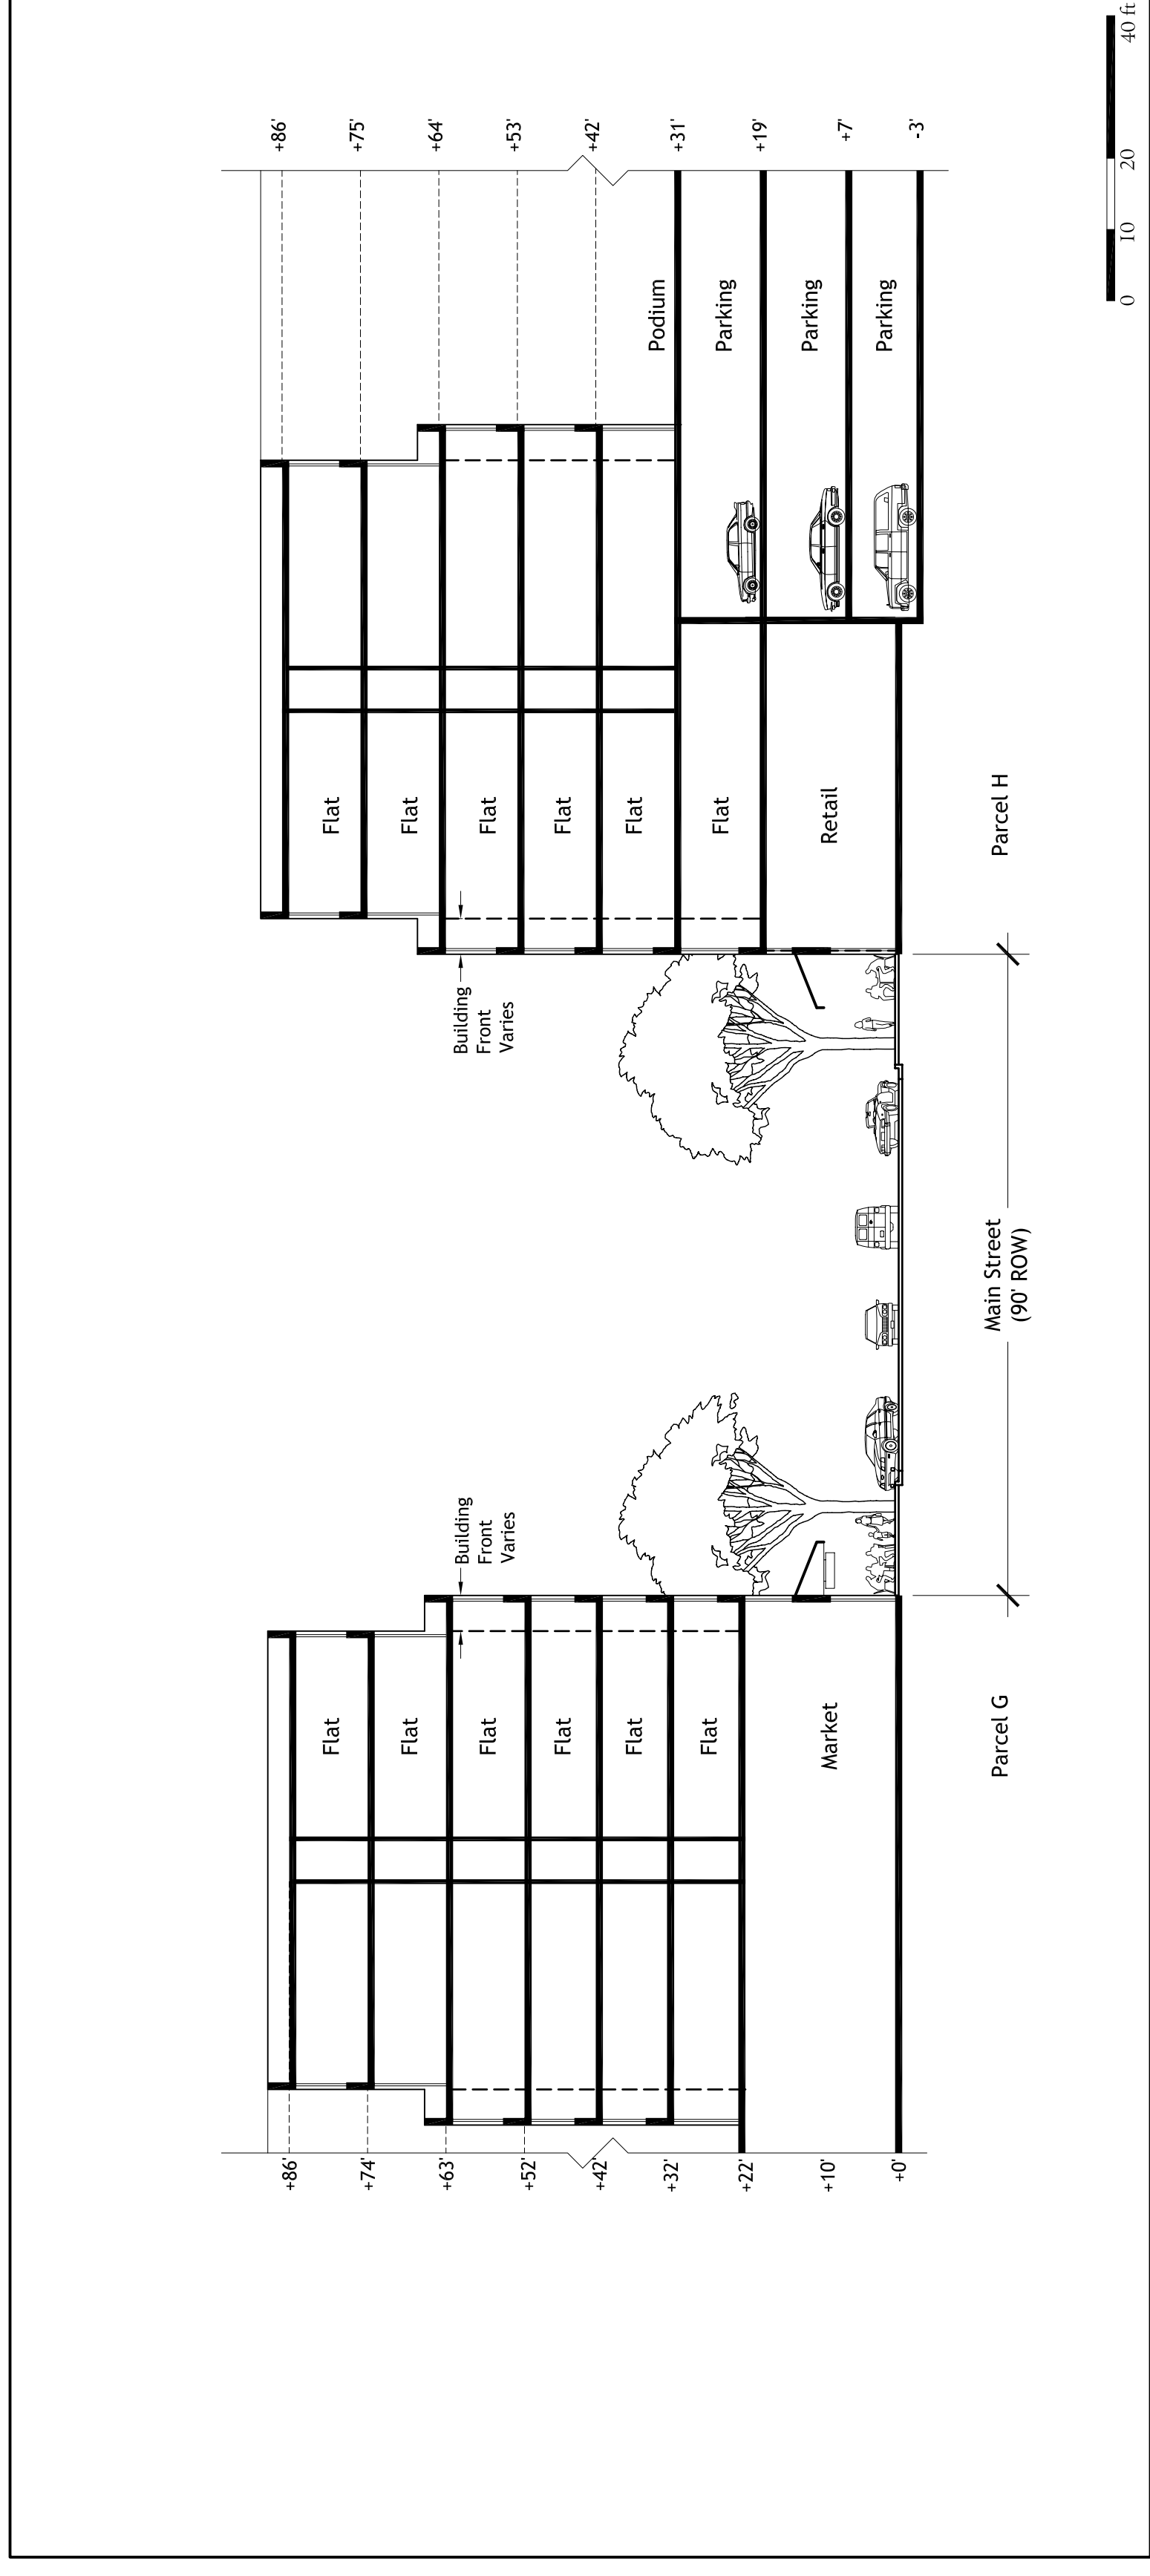 +86'
+74'
+63'
+52'
+42'
+32'
+22'
+10'
+0'
Flat
Flat
Flat
Flat
Flat
Flat
Market
Parcel G
Building
Front
Varies
Main Street
(90' ROW)
Building
Front
Varies
Flat
Flat
Flat
Flat
Flat
Flat
Retail
Parcel H
Podium
Parking
Parking
Parking
+86'
+75'
+64'
+53'
+42'
+31'
+19'
+7'
-3'
0 10 20 40 ft